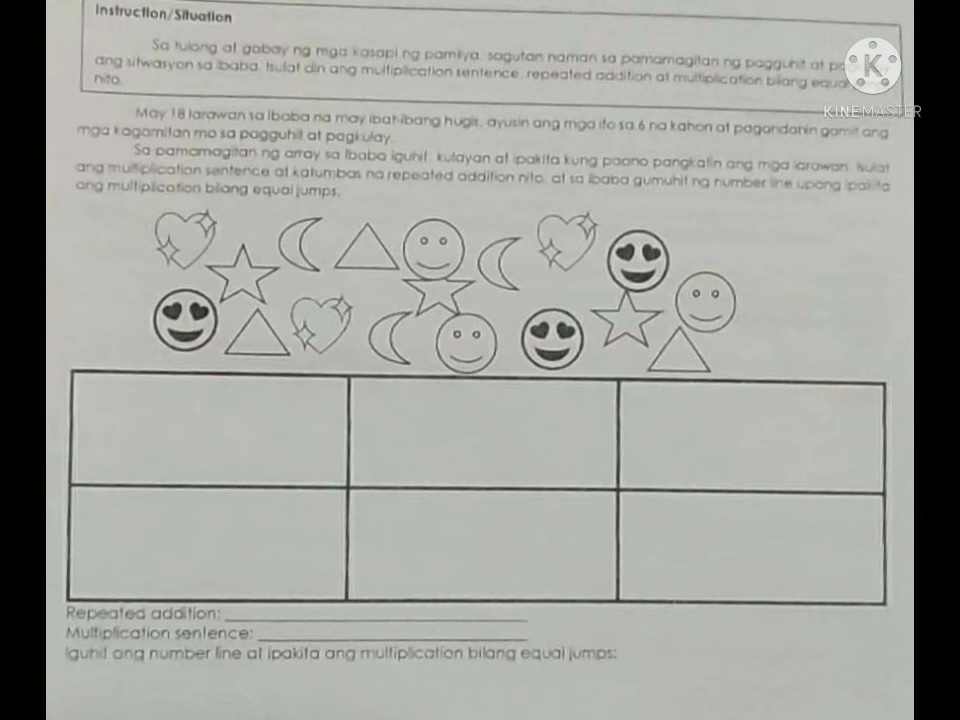 Instruction/Situation
Sa tulong at gabay ng mga kasapi ng pamilya, sagutan naman sa pamamagitan ng pagguhit at
ang sitwasyon sa ibaba. Isulat din ang multiplication sentence, repeated addition at multiplication bilang equal
nito.
May 18 larawan sa ibaba na may ibat-ibang hugis, ayusin ang mga ito sa 6 na kahon at pagandahin gamit ang
mga kagamitan mo sa pagguhit at pagkulay.
Sa pamamagitan ng array sa ibaba iguhit, kulayan at ipakita kung paano pangkatin ang mga larawan. Isulat
ang multiplication sentence at katumbas na repeated addition nito, at sa ibaba gumuhit ng number line upang ipakita
ang multiplication bilang equal jumps.
Repeated addition:
Multiplication sentence:
Iguhit ang number line at ipakita ang multiplication bilang equal jumps:
K
KINEMASTER